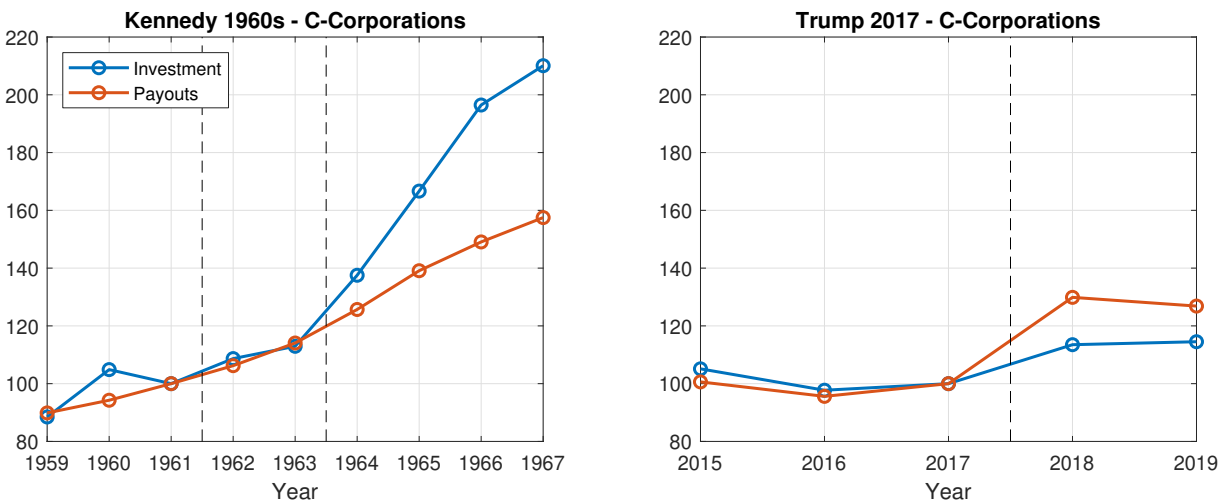 Kennedy 1960s - C-Corporations
220
200
180
160
140
120
100
80
Investment
Payouts
1959 1960 1961 1962 1963 1964 1965 1966 1967
Year
Trump 2017 - C-Corporations
220
200
180
160
140
120
100
80
2015 2016 2017 2018 2019
Year